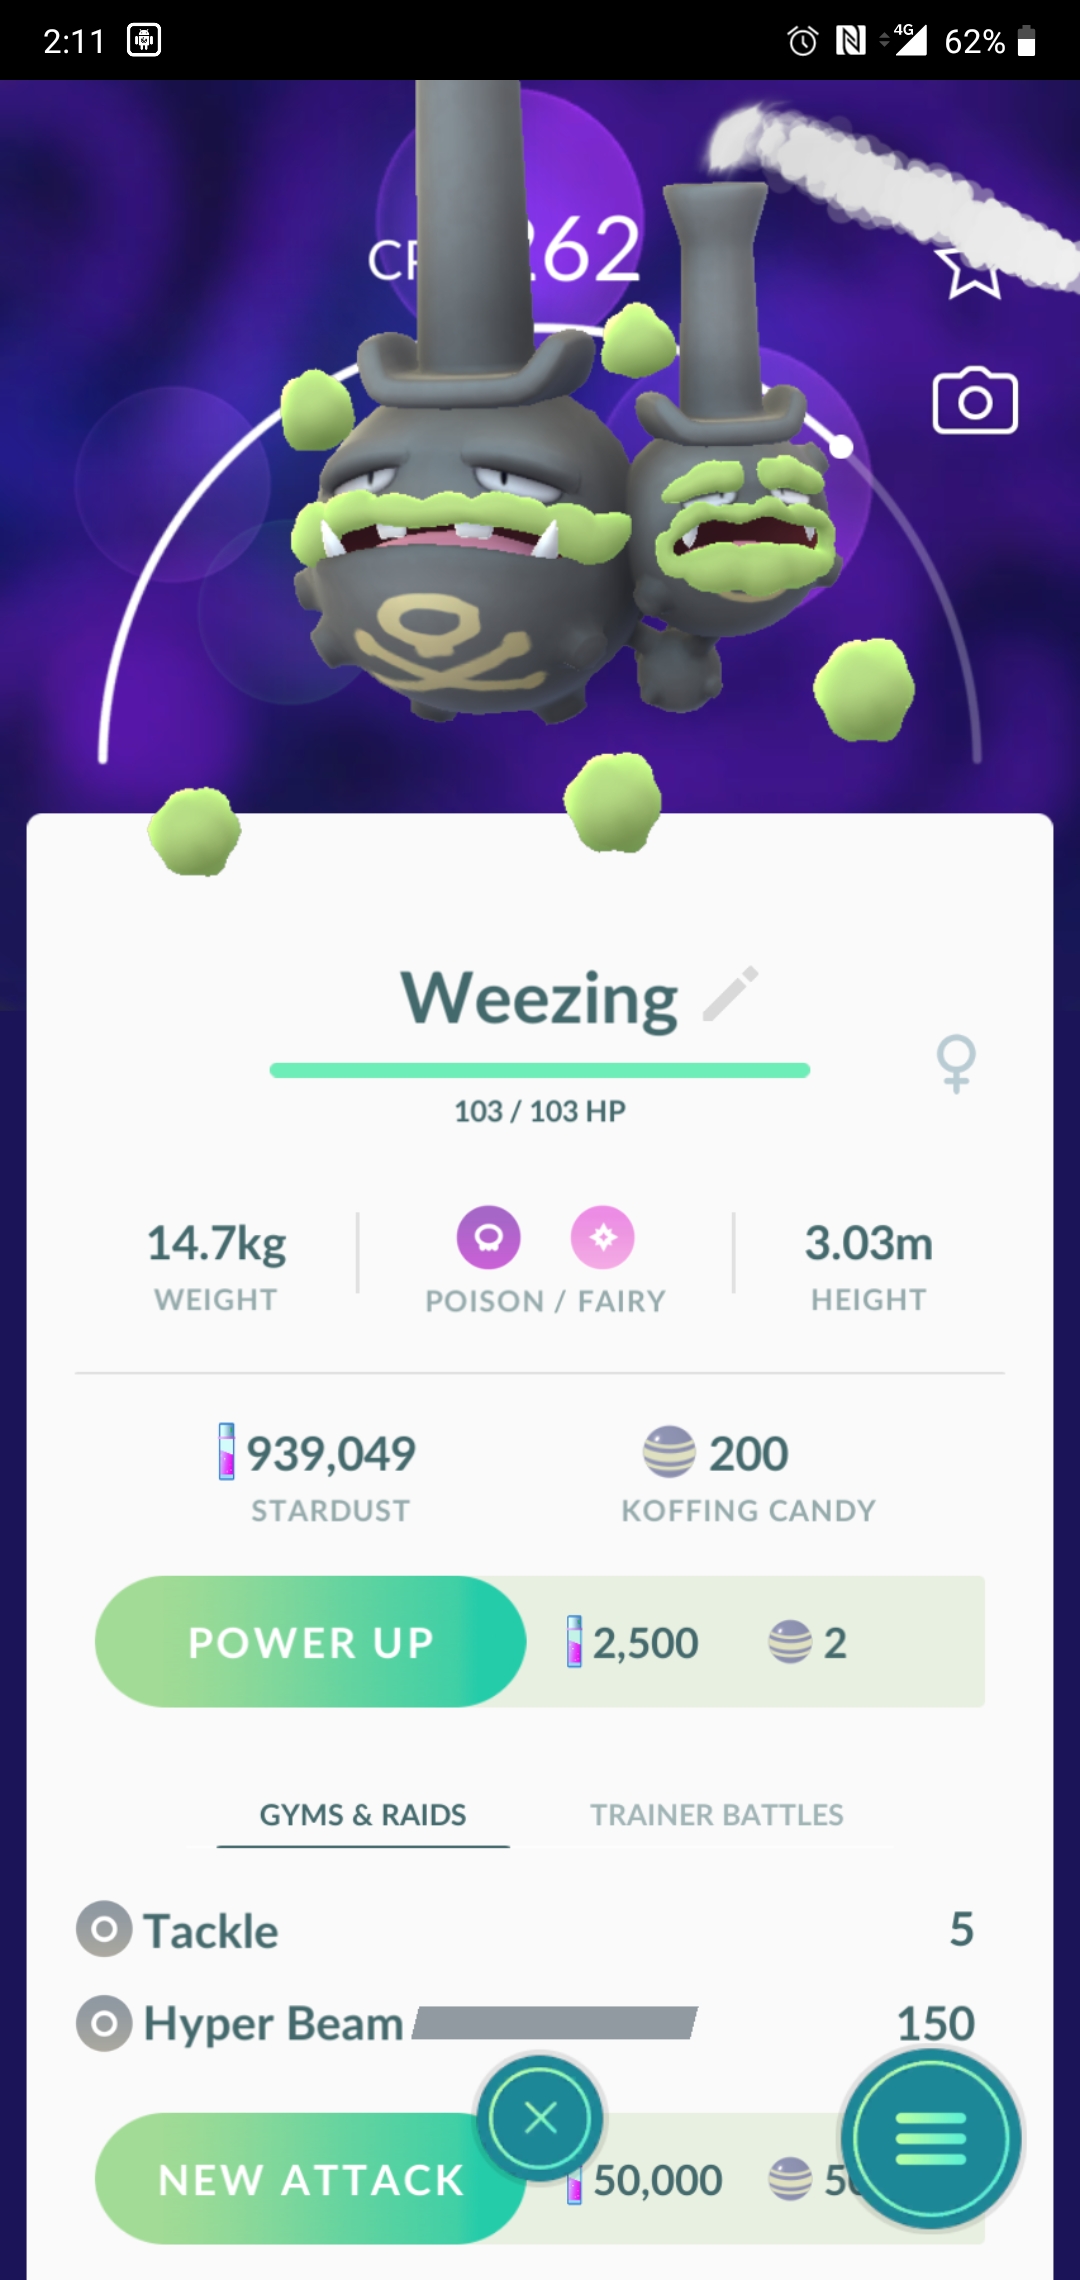 2:11 4G 62%
CP 262
Weezing
103 / 103 HP
14.7kg
WEIGHT
POISON / FAIRY
3.03m
HEIGHT
939,049
STARDUST
200
KOFFING CANDY
POWER UP 2,500 2
GYMS & RAIDS TRAINER BATTLES
Tackle 5
Hyper Beam 150
NEW ATTACK 50,000